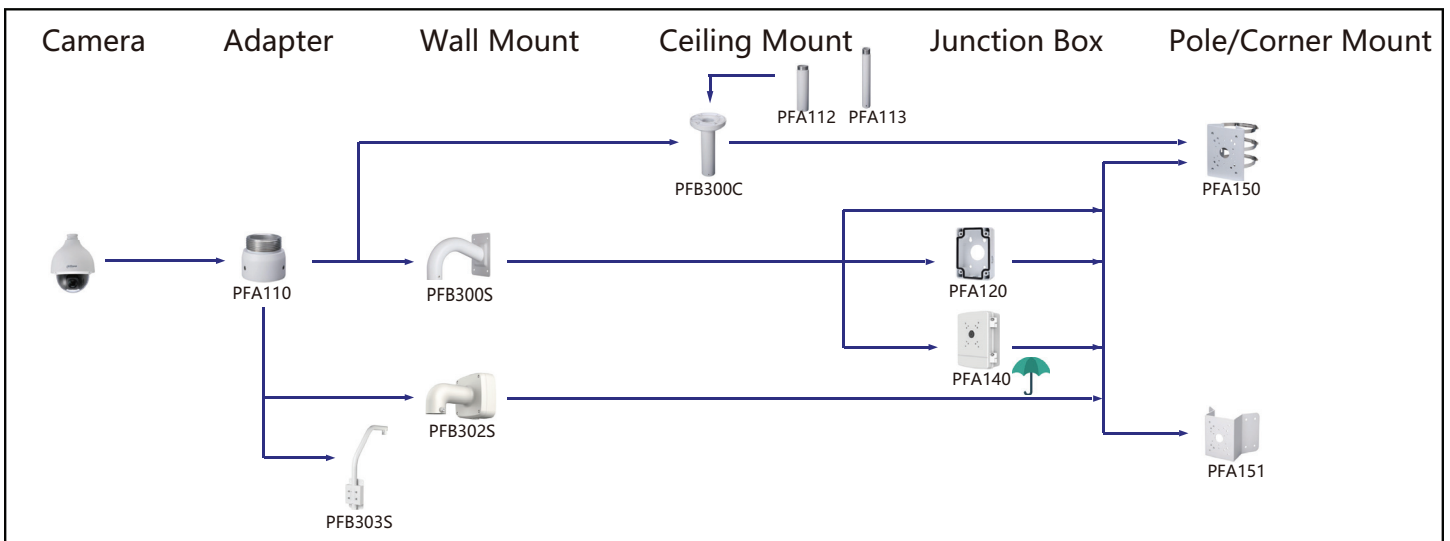 Camera Adapter Wall Mount Ceiling Mount Junction Box Pole/Corner Mount
PFA112 PFA113
PFB300C
PFA150
PFA110
PFB300S
PFA120
PFA140
PFB302S
PFA151
PFB303S